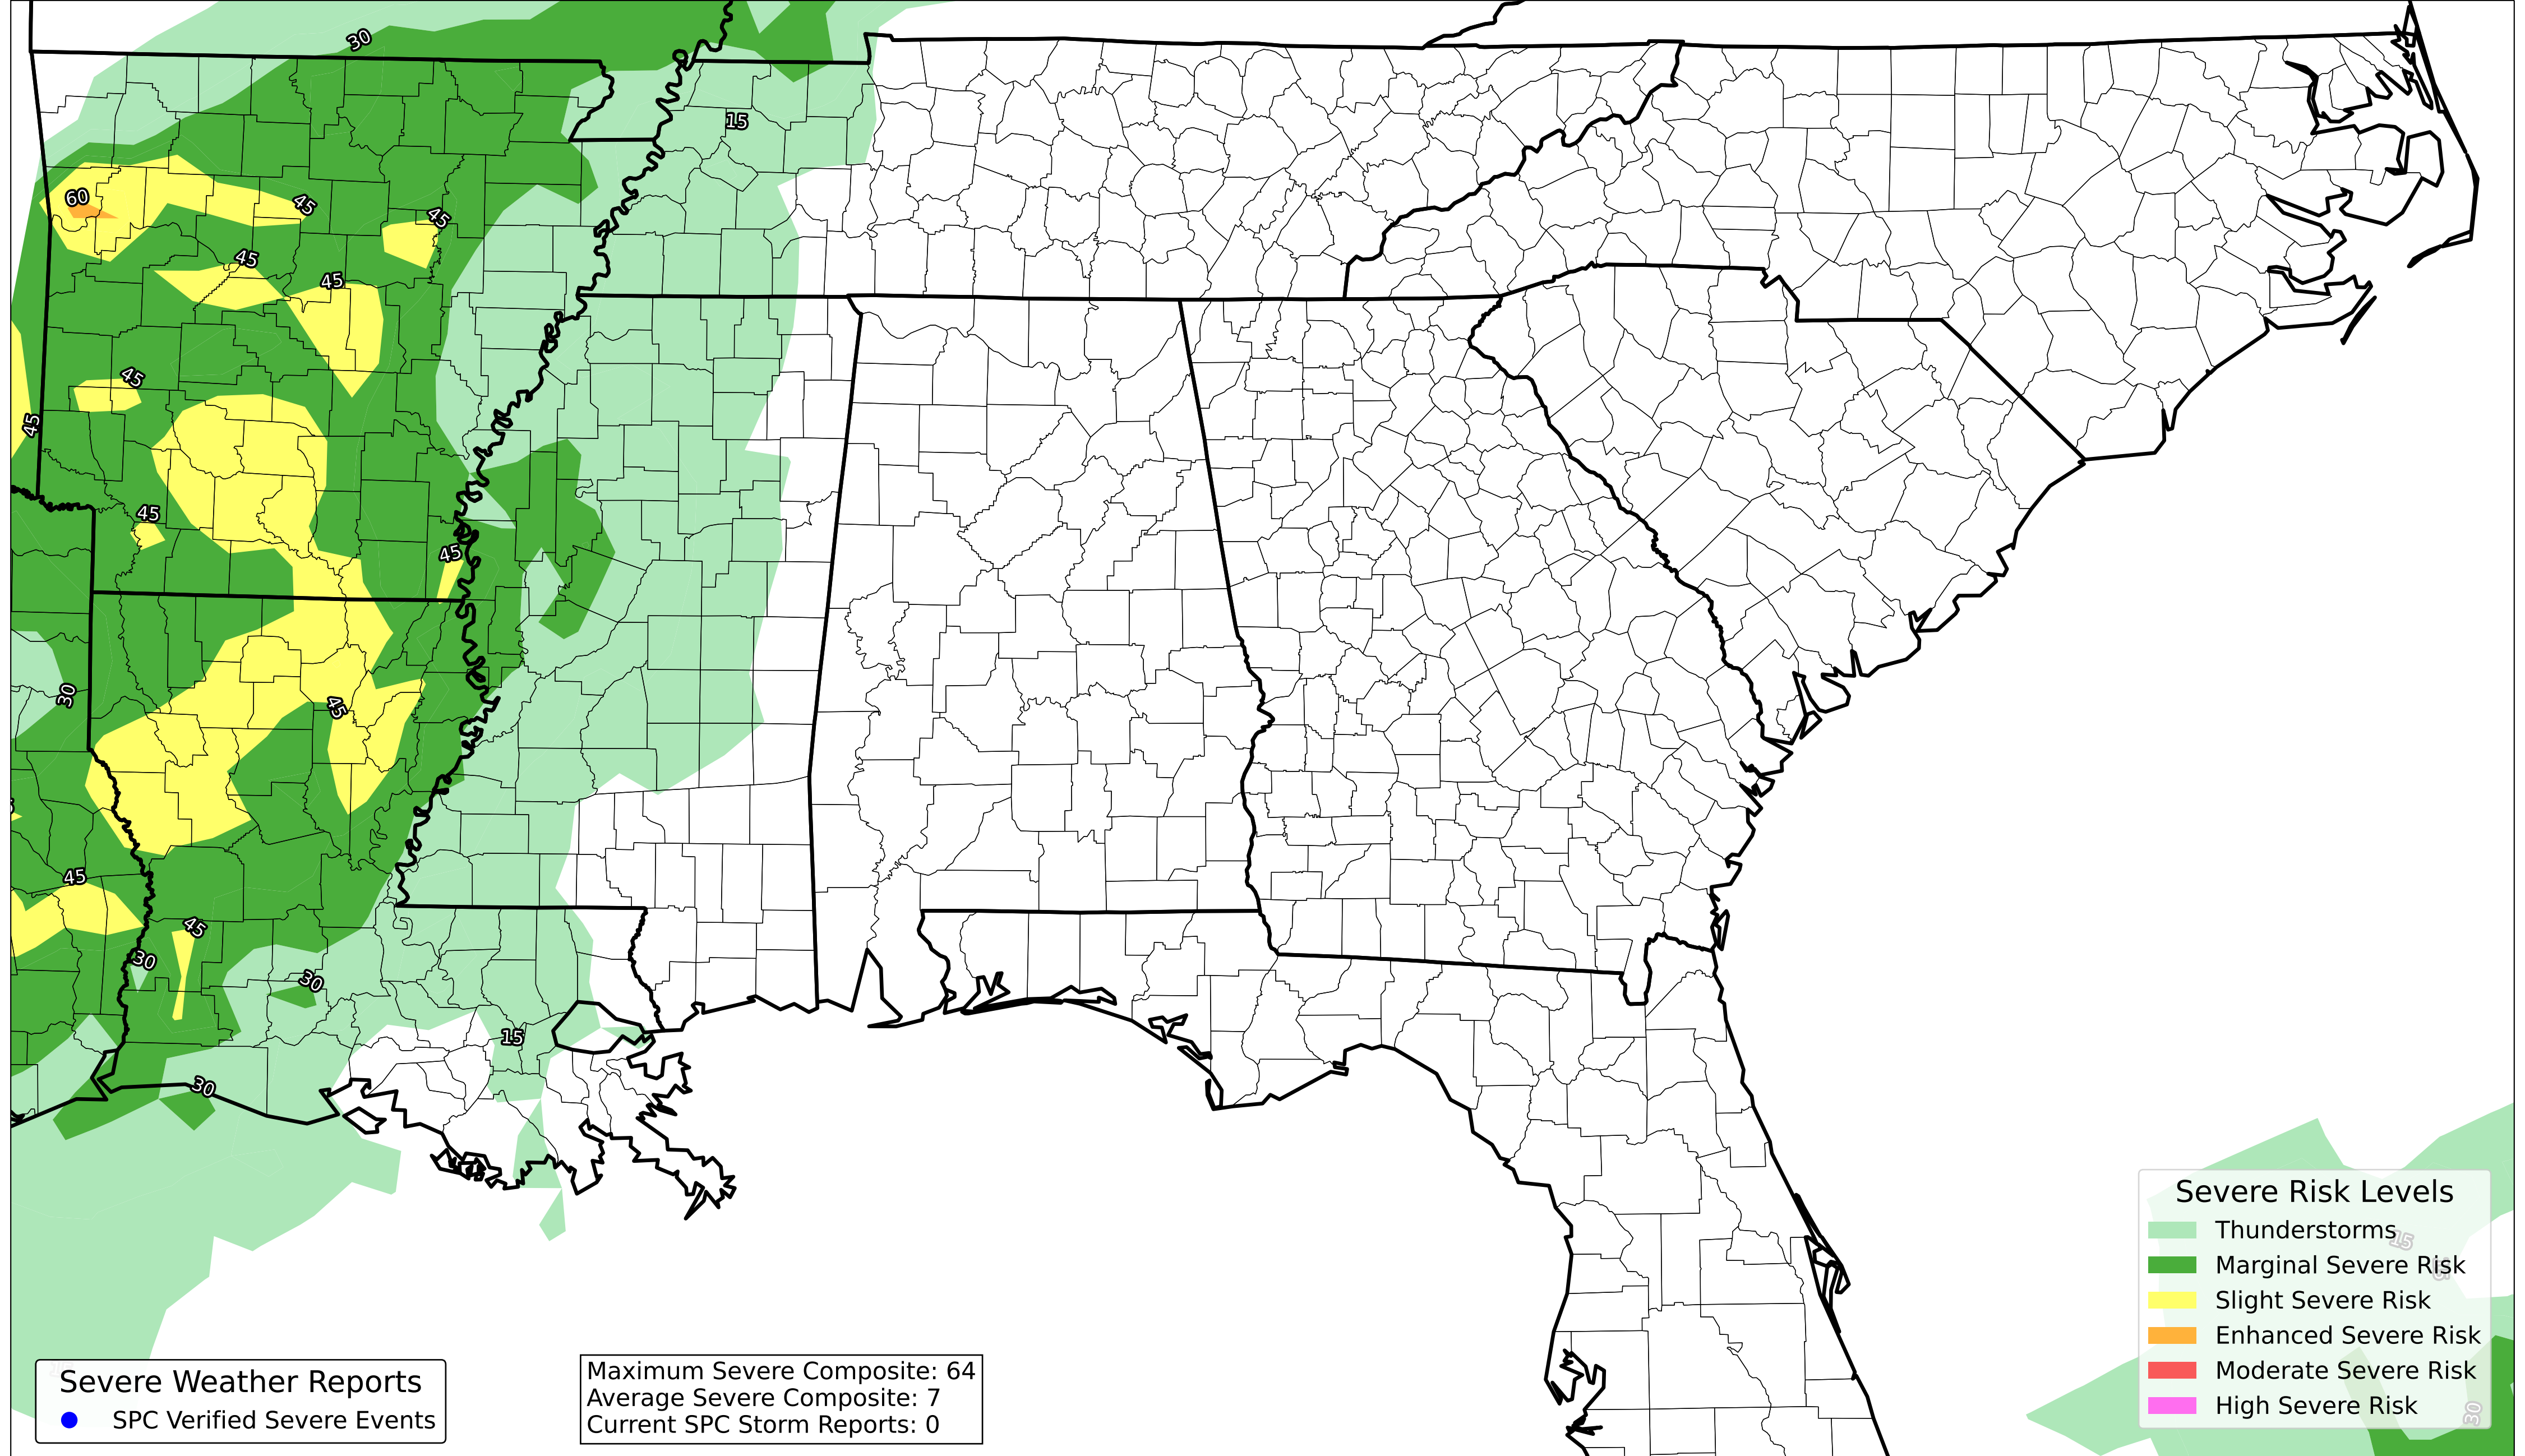 30
15
60
45
45
45
45
45
45
45
45
30
45
45
45
30
30
15
30
Severe Risk Levels
Thunderstorms
15
Marginal Severe Risk
Slight Severe Risk
Enhanced Severe Risk
Moderate Severe Risk
High Severe Risk
30
Severe Weather Reports
SPC Verified Severe Events
Maximum Severe Composite: 64
Average Severe Composite: 7
Current SPC Storm Reports: 0